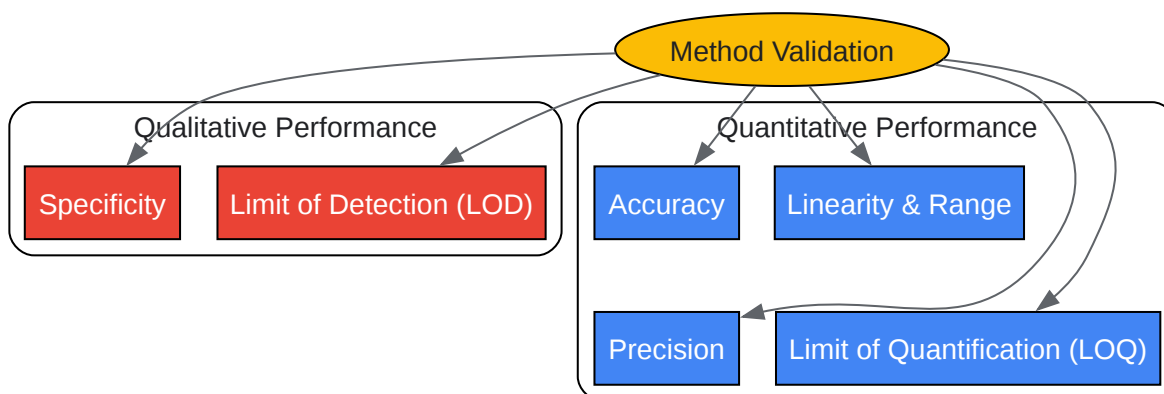 Method Validation
Qualitative Performance
Quantitative Performance
Specificity
Limit of Detection (LOD)
Accuracy
Linearity & Range
Precision
Limit of Quantification (LOQ)